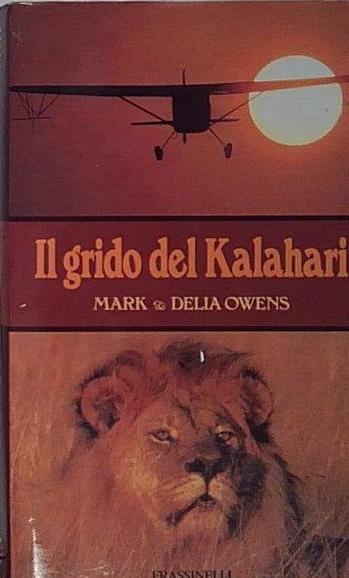 Il grido del Kalahari
MARK & DELIA OWENS
FRASSINELLI